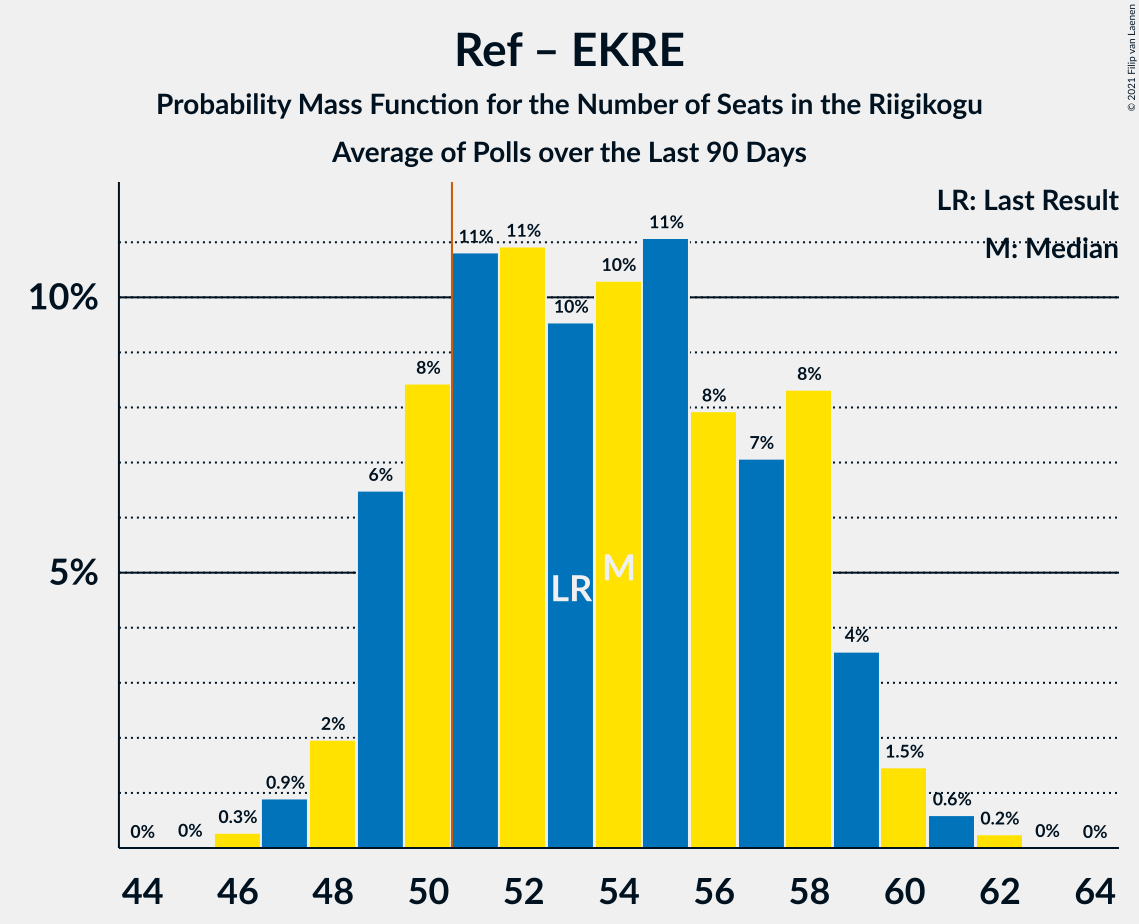 Ref – EKRE
Probability Mass Function for the Number of Seats in the Riigikogu
Average of Polls over the Last 90 Days
© 2021 Filip van Laenen
LR: Last Result
M: Median
10%
5%
0%
0%
0.3%
0.9%
2%
6%
8%
11%
11%
10%
10%
11%
8%
7%
8%
4%
1.5%
0.6%
0.2%
0%
0%
LR
M
44 46 48 50 52 54 56 58 60 62 64